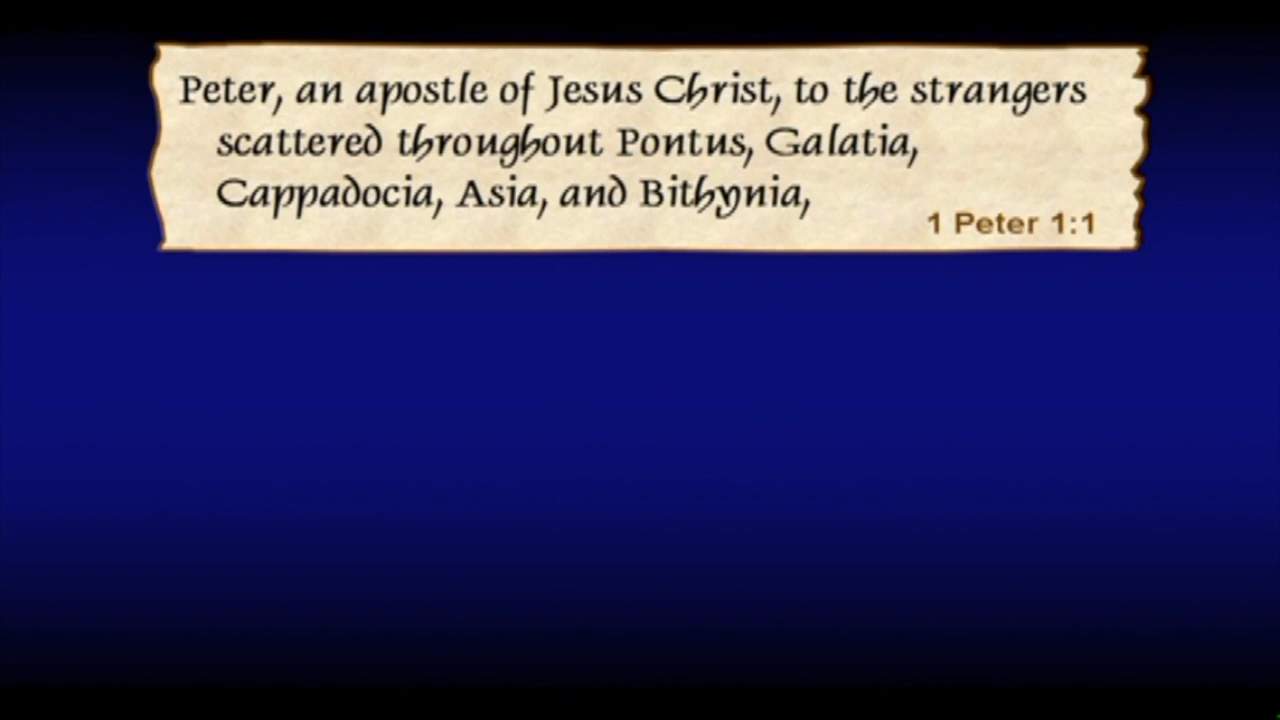 Peter, an apostle of Jesus Christ, to the strangers
scattered throughout Pontus, Galatia,
Cappadocia, Asia, and Bithynia,
1 Peter 1:1